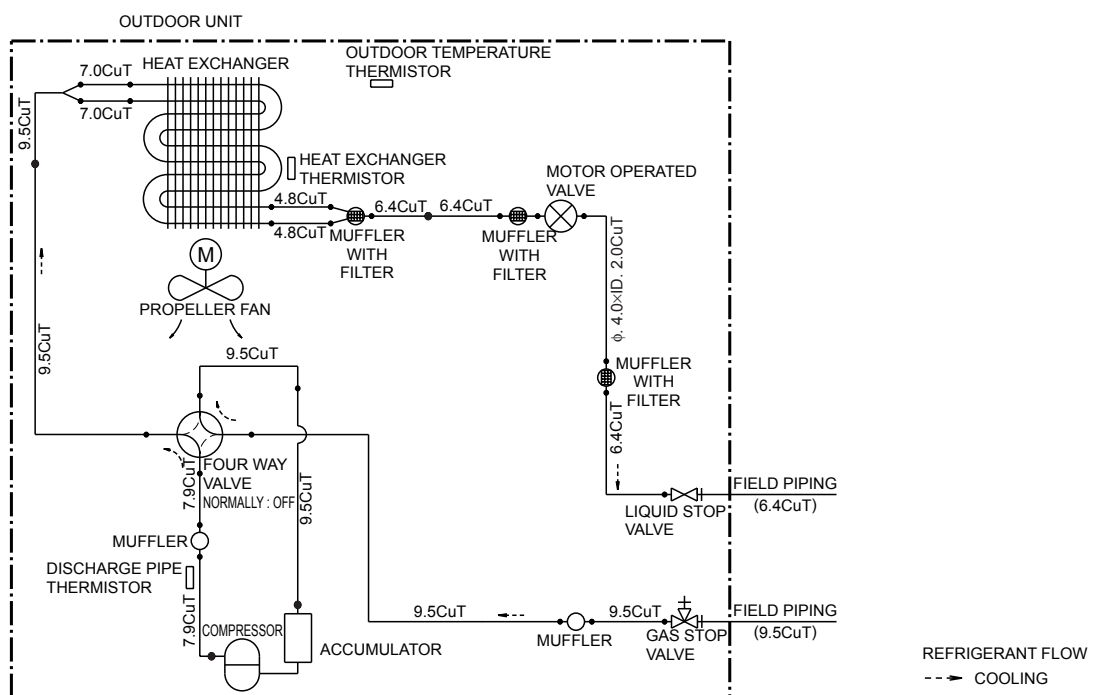 OUTDOOR UNIT
OUTDOOR TEMPERATURE
THERMISTOR
HEAT EXCHANGER
7.0CuT
7.0CuT
9.5CuT
HEAT EXCHANGER
THERMISTOR
4.8CuT
4.8CuT
MUFFLER
WITH
FILTER
6.4CuT
6.4CuT
MUFFLER
WITH
FILTER
MOTOR OPERATED
VALVE
M
PROPELLER FAN
ϕ. 4.0×ID. 2.0CuT
9.5CuT
9.5CuT
MUFFLER
WITH
FILTER
6.4CuT
FOUR WAY
VALVE
NORMALLY : OFF
7.9CuT
9.5CuT
LIQUID STOP
VALVE
FIELD PIPING
(6.4CuT)
MUFFLER
DISCHARGE PIPE
THERMISTOR
7.9CuT
COMPRESSOR
ACCUMULATOR
9.5CuT
MUFFLER
9.5CuT
GAS STOP
VALVE
FIELD PIPING
(9.5CuT)
REFRIGERANT FLOW
COOLING